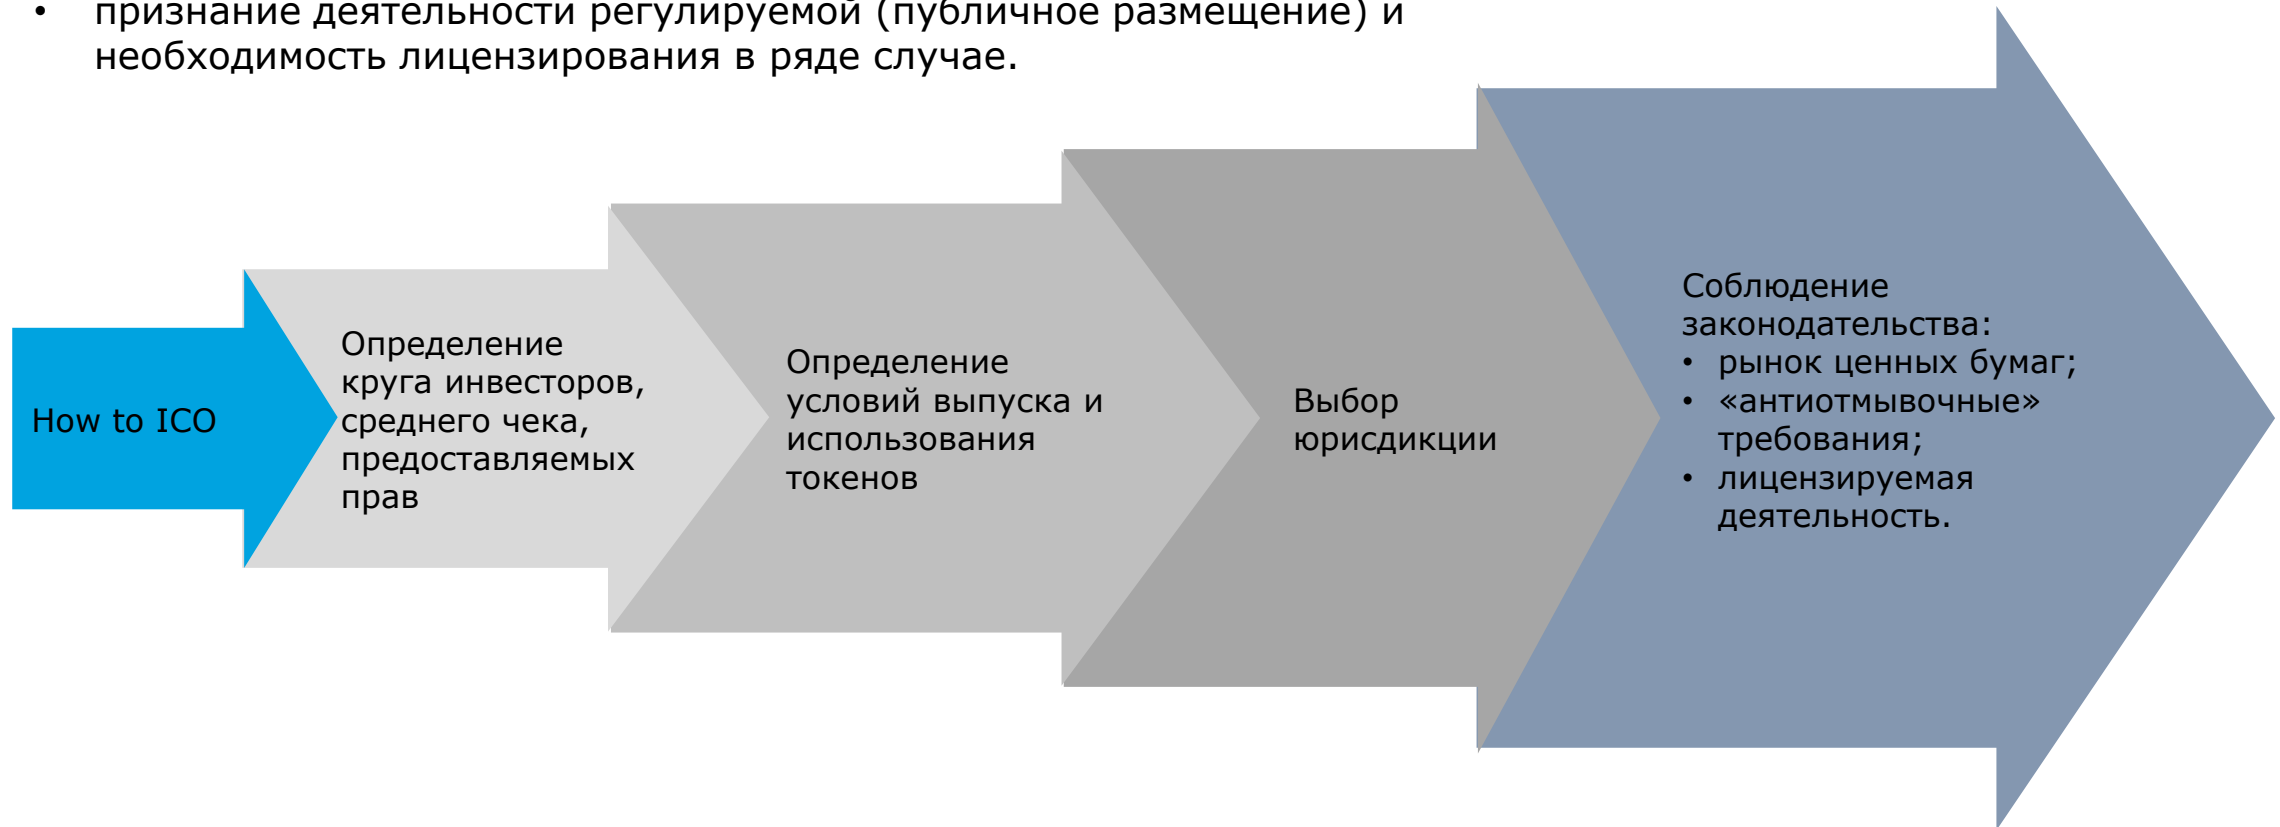 • признание деятельности регулируемой (публичное размещение) и
необходимость лицензирования в ряде случае.
How to ICO
Определение
круга инвесторов,
среднего чека,
предоставляемых
прав
Определение
условий выпуска и
использования
токенов
Выбор
юрисдикции
Соблюдение
законодательства:
• рынок ценных бумаг;
• «антиотмывочные»
требования;
• лицензируемая
деятельность.